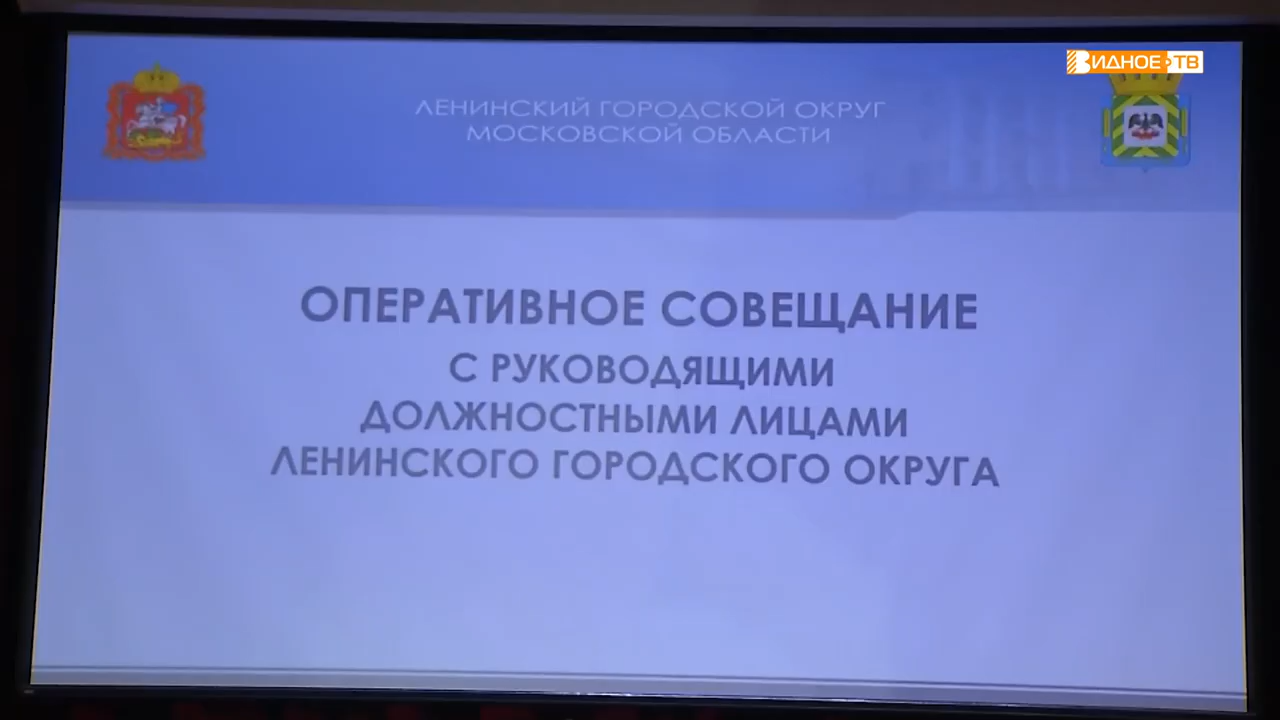 ВИДНОЕ ТВ
ЛЕНИНСКИЙ ГОРОДСКОЙ ОКРУГ
МОСКОВСКОЙ ОБЛАСТИ
ОПЕРАТИВНОЕ СОВЕЩАНИЕ
С РУКОВОДЯЩИМИ
ДОЛЖНОСТНЫМИ ЛИЦАМИ
ЛЕНИНСКОГО ГОРОДСКОГО ОКРУГА